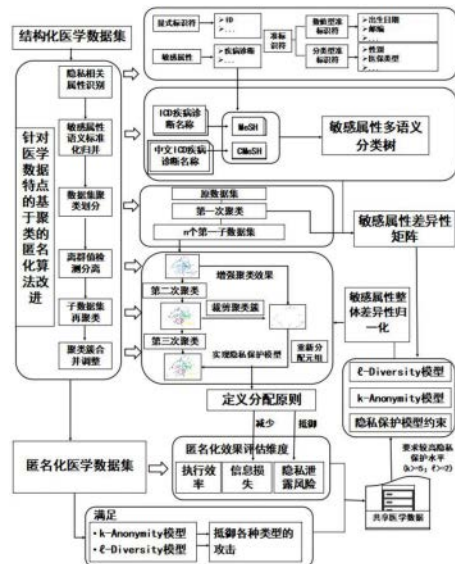 结构化医学数据集
显式标识符
➢ ID
➢ ...
敏感属性
➢ 疾病诊断
➢ ...
准标识符
数值型准标识符
➢ 出生日期
➢ 邮编
➢ ...
分类型准标识符
➢ 性别
➢ 医保类型
针对医学数据特点的基于聚类的匿名化算法改进
隐私相关
属性识别
敏感属性
语义标准
化归并
数据集聚
类划分
离群值检
测分离
子数据集
再聚类
聚类簇合
并调整
ICD疾病诊断名称
中文ICD疾病
诊断名称
MeSH
CMeSH
敏感属性多语义
分类树
原数据集
第一次聚类
n个第一子数据集
敏感属性差异性
矩阵
增强聚类效果
第二次聚类
裁剪聚类簇
第三次聚类
实现隐私保护模型
重新分
配元组
敏感属性整
体差异性归
一化
ℓ-Diversity模型
k-Anonymity模型
隐私保护模型约束
定义分配原则
减少
抵御
匿名化医学数据集
匿名化效果评估维度
执行效
率
信息损
失
隐私泄
露风险
要求较高隐私
保护水平
(k>=5; ℓ>=2)
共享医学数据
满足
· k-Anonymity模型
· ℓ-Diversity模型
抵御各种类型的
攻击